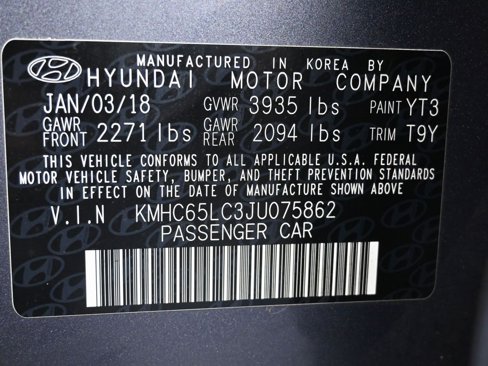 MANUFACTURED IN KOREA BY
HYUNDAI MOTOR COMPANY
JAN/03/18 GVWR 3935 lbs PAINT YT3
GAWR FRONT 2271 lbs GAWR REAR 2094 lbs TRIM T9Y
THIS VEHICLE CONFORMS TO ALL APPLICABLE U.S.A. FEDERAL
MOTOR VEHICLE SAFETY, BUMPER, AND THEFT PREVENTION STANDARDS
IN EFFECT ON THE DATE OF MANUFACTURE SHOWN ABOVE
V.I.N KMHC65LC3JU075862
PASSENGER CAR